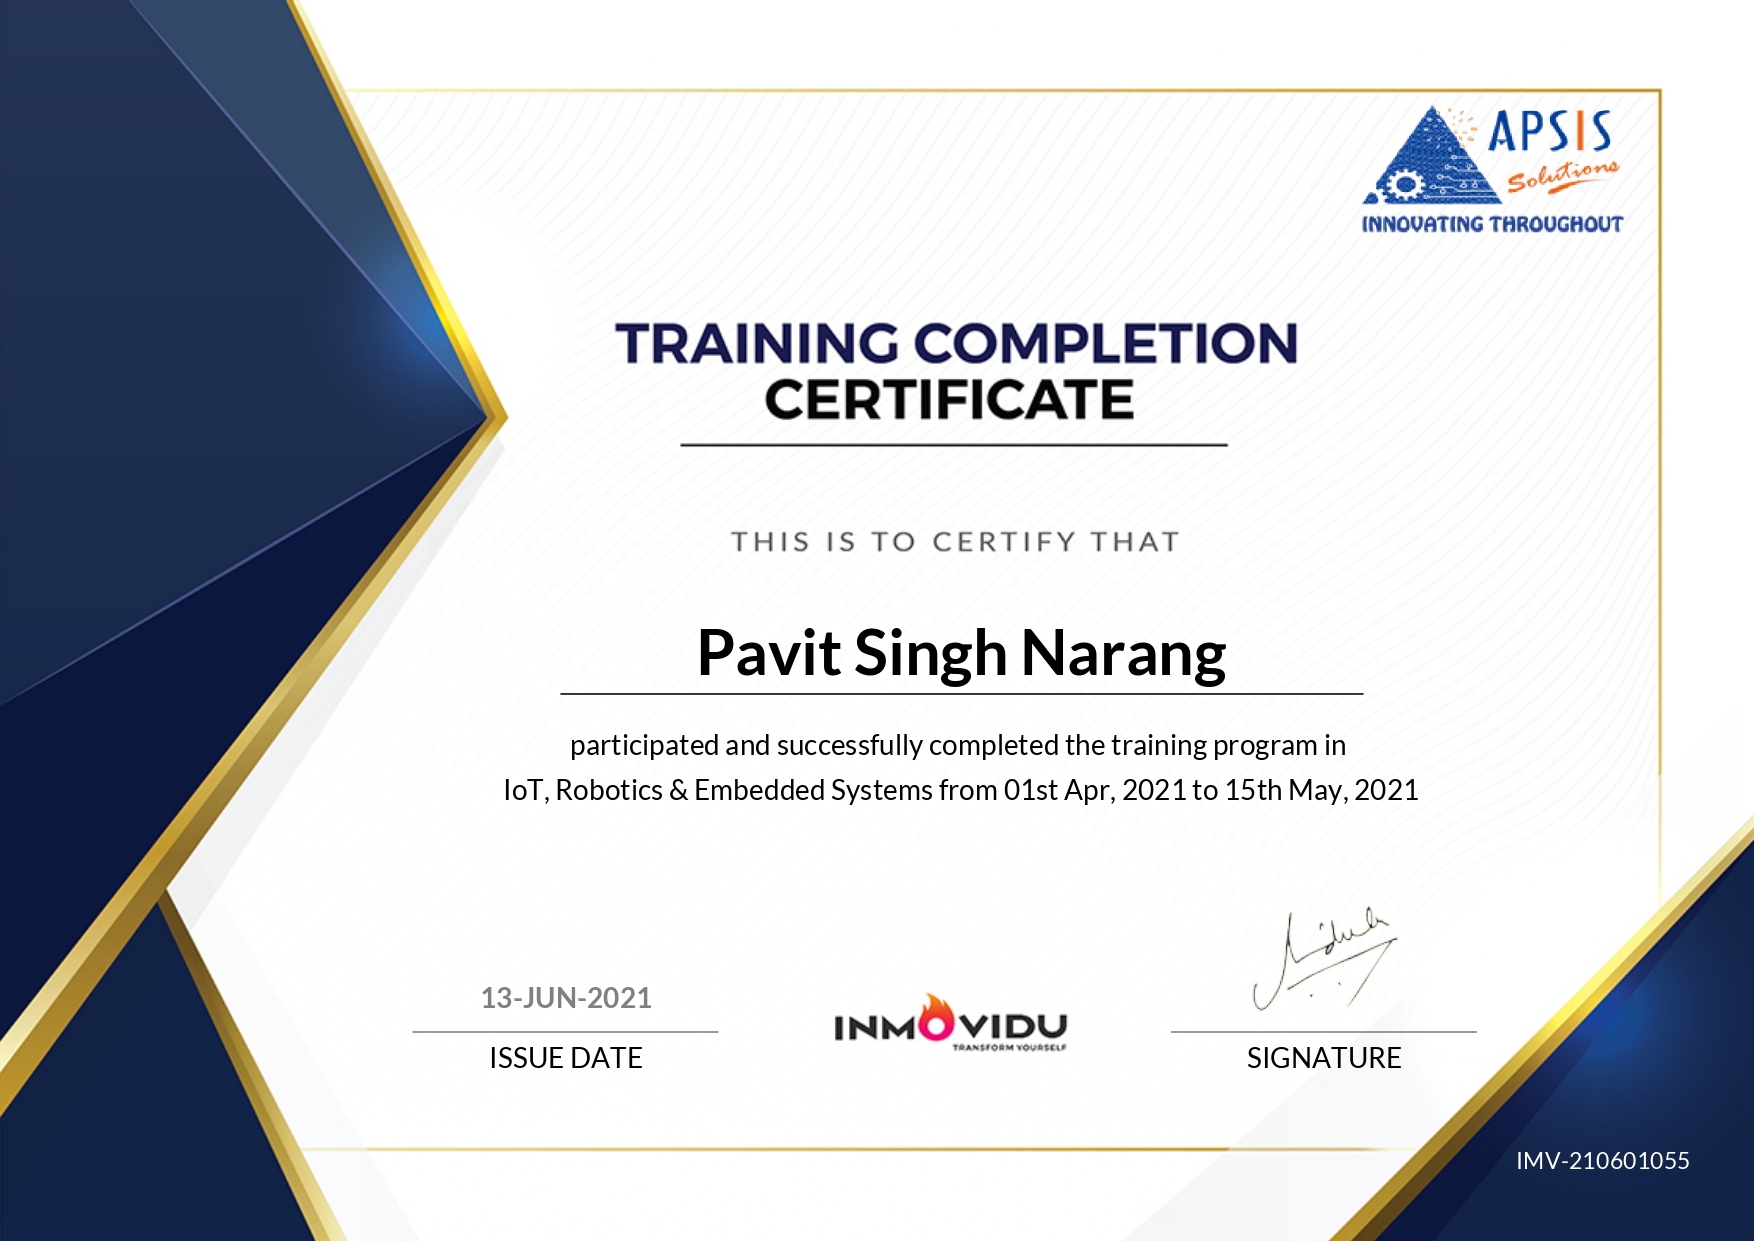 APSIS
Solutions
INNOVATING THROUGHOUT
TRAINING COMPLETION
CERTIFICATE
THIS IS TO CERTIFY THAT
Pavit Singh Narang
participated and successfully completed the training program in
IoT, Robotics & Embedded Systems from 01st Apr, 2021 to 15th May, 2021
13-JUN-2021
ISSUE DATE
INMOVIDU
TRANSFORM YOURSELF
SIGNATURE
IMV-210601055